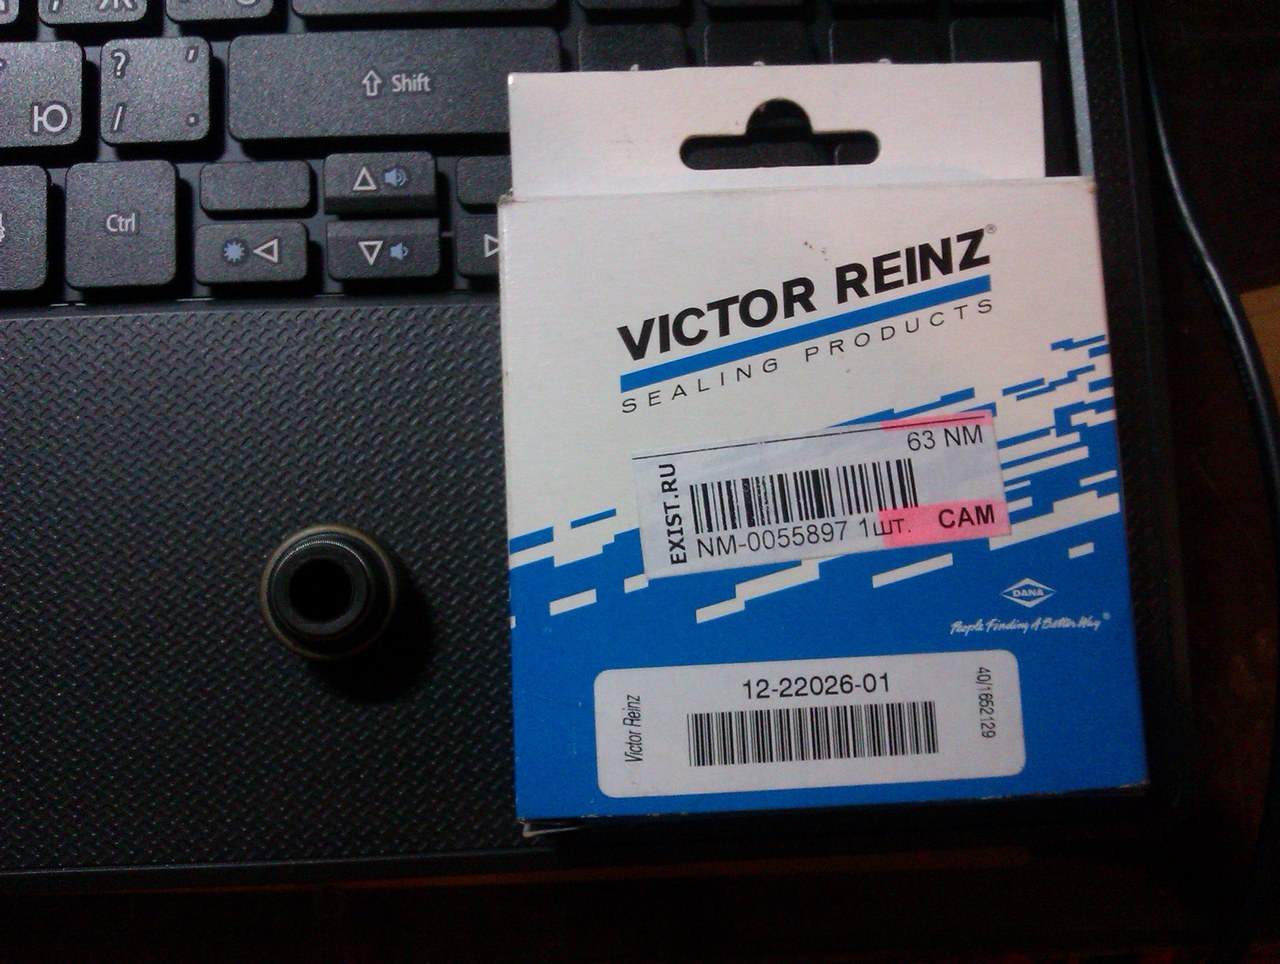 ?
/
.
Ю
Shift
Ctrl
VICTOR REINZ®
SEALING PRODUCTS
63 NM
EXIST.RU
NM-0055897 1шт.
CAM
DANA
People Finding A Better Way®
12-22026-01
Victor Reinz
40/1652129